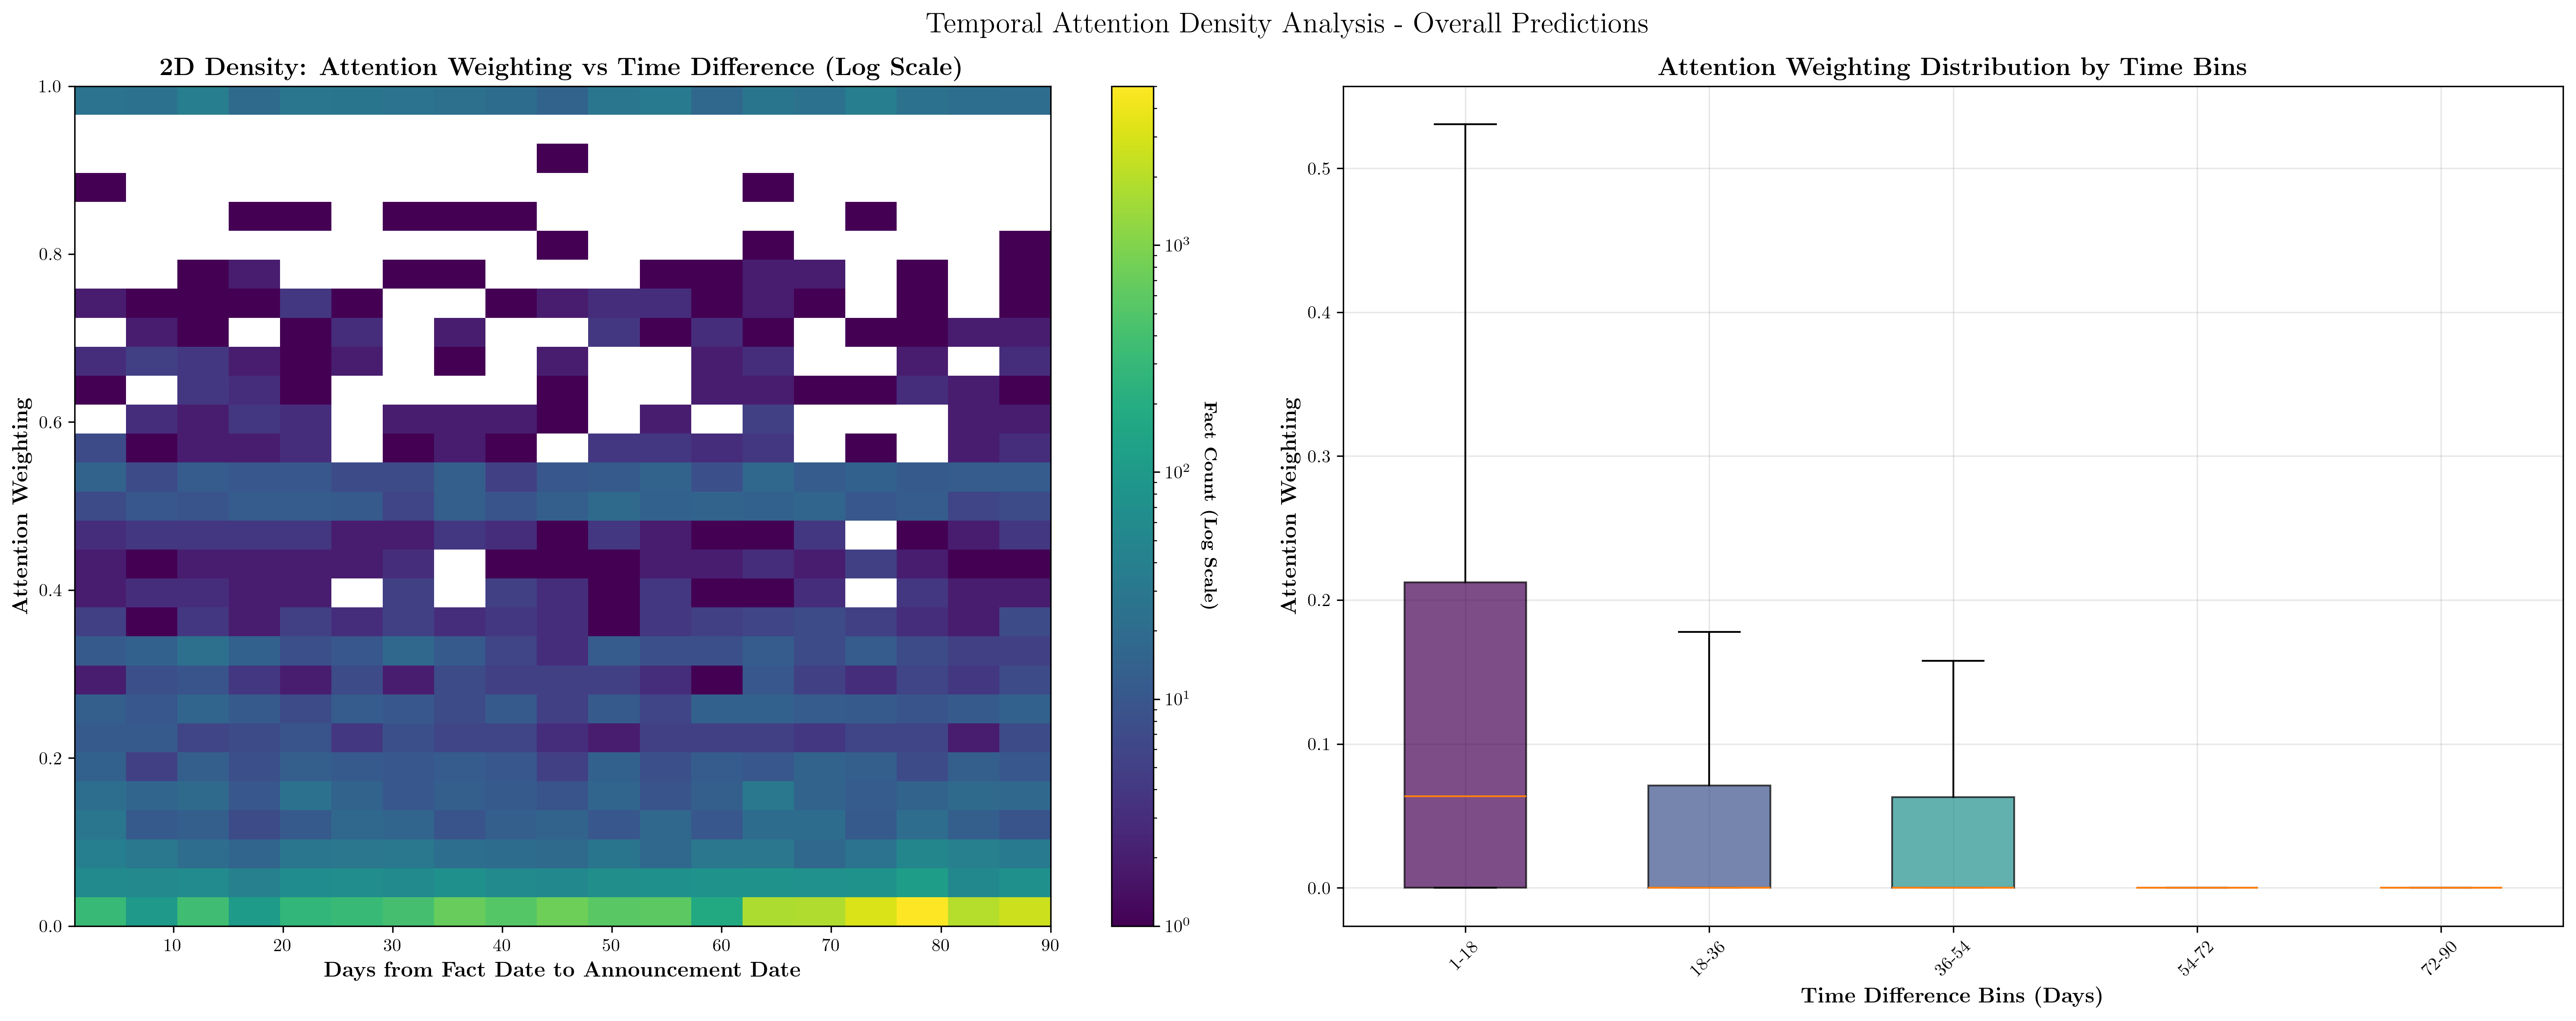 Temporal Attention Density Analysis - Overall Predictions
2D Density: Attention Weighting vs Time Difference (Log Scale)
1.0
0.8
0.6
0.4
0.2
0.0
Attention Weighting
10 20 30 40 50 60 70 80 90
Days from Fact Date to Announcement Date
10³
10²
10¹
10⁰
Fact Count (Log Scale)
Attention Weighting Distribution by Time Bins
0.5
0.4
0.3
0.2
0.1
0.0
Attention Weighting
1-18 18-36 36-54 54-72 72-90
Time Difference Bins (Days)